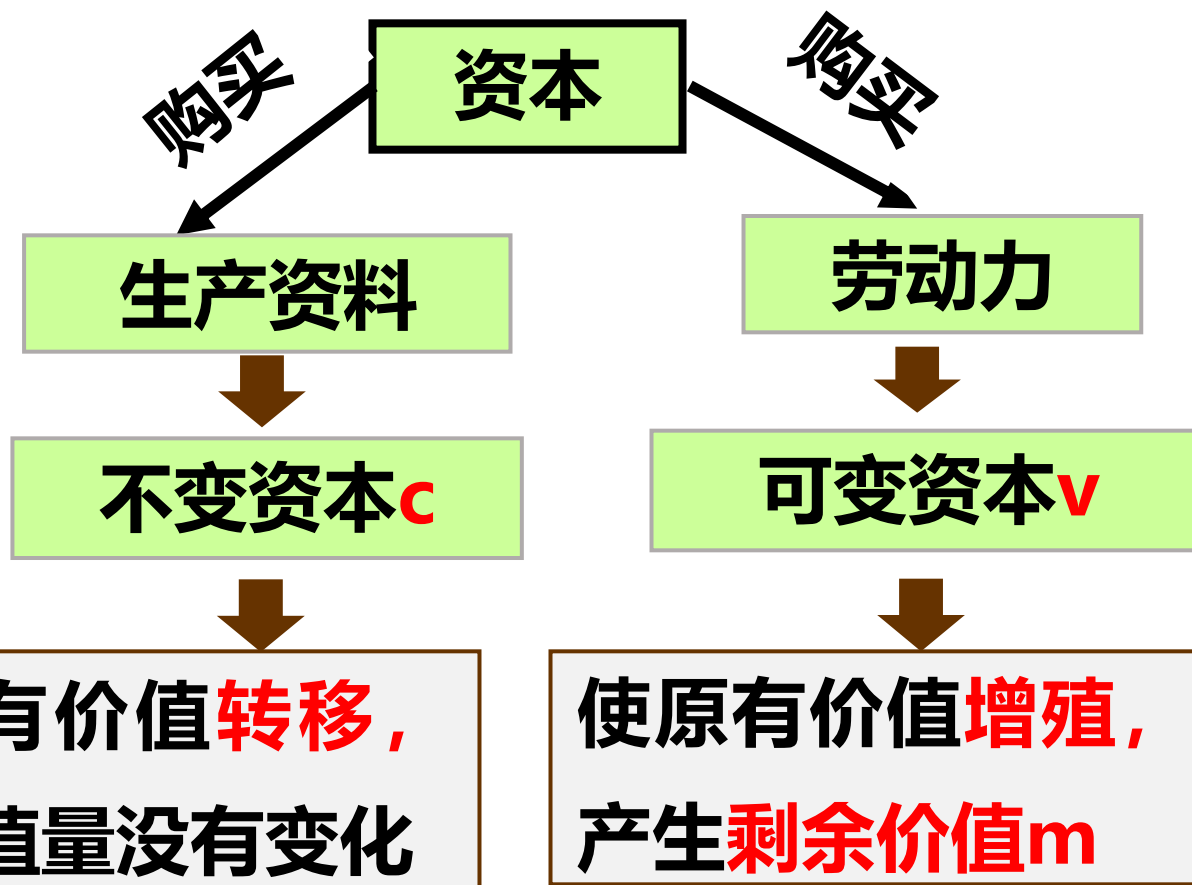 购买
资本
购买
生产资料
劳动力
不变资本c
可变资本v
有价值转移，
值量没有变化
使原有价值增殖，
产生剩余价值m